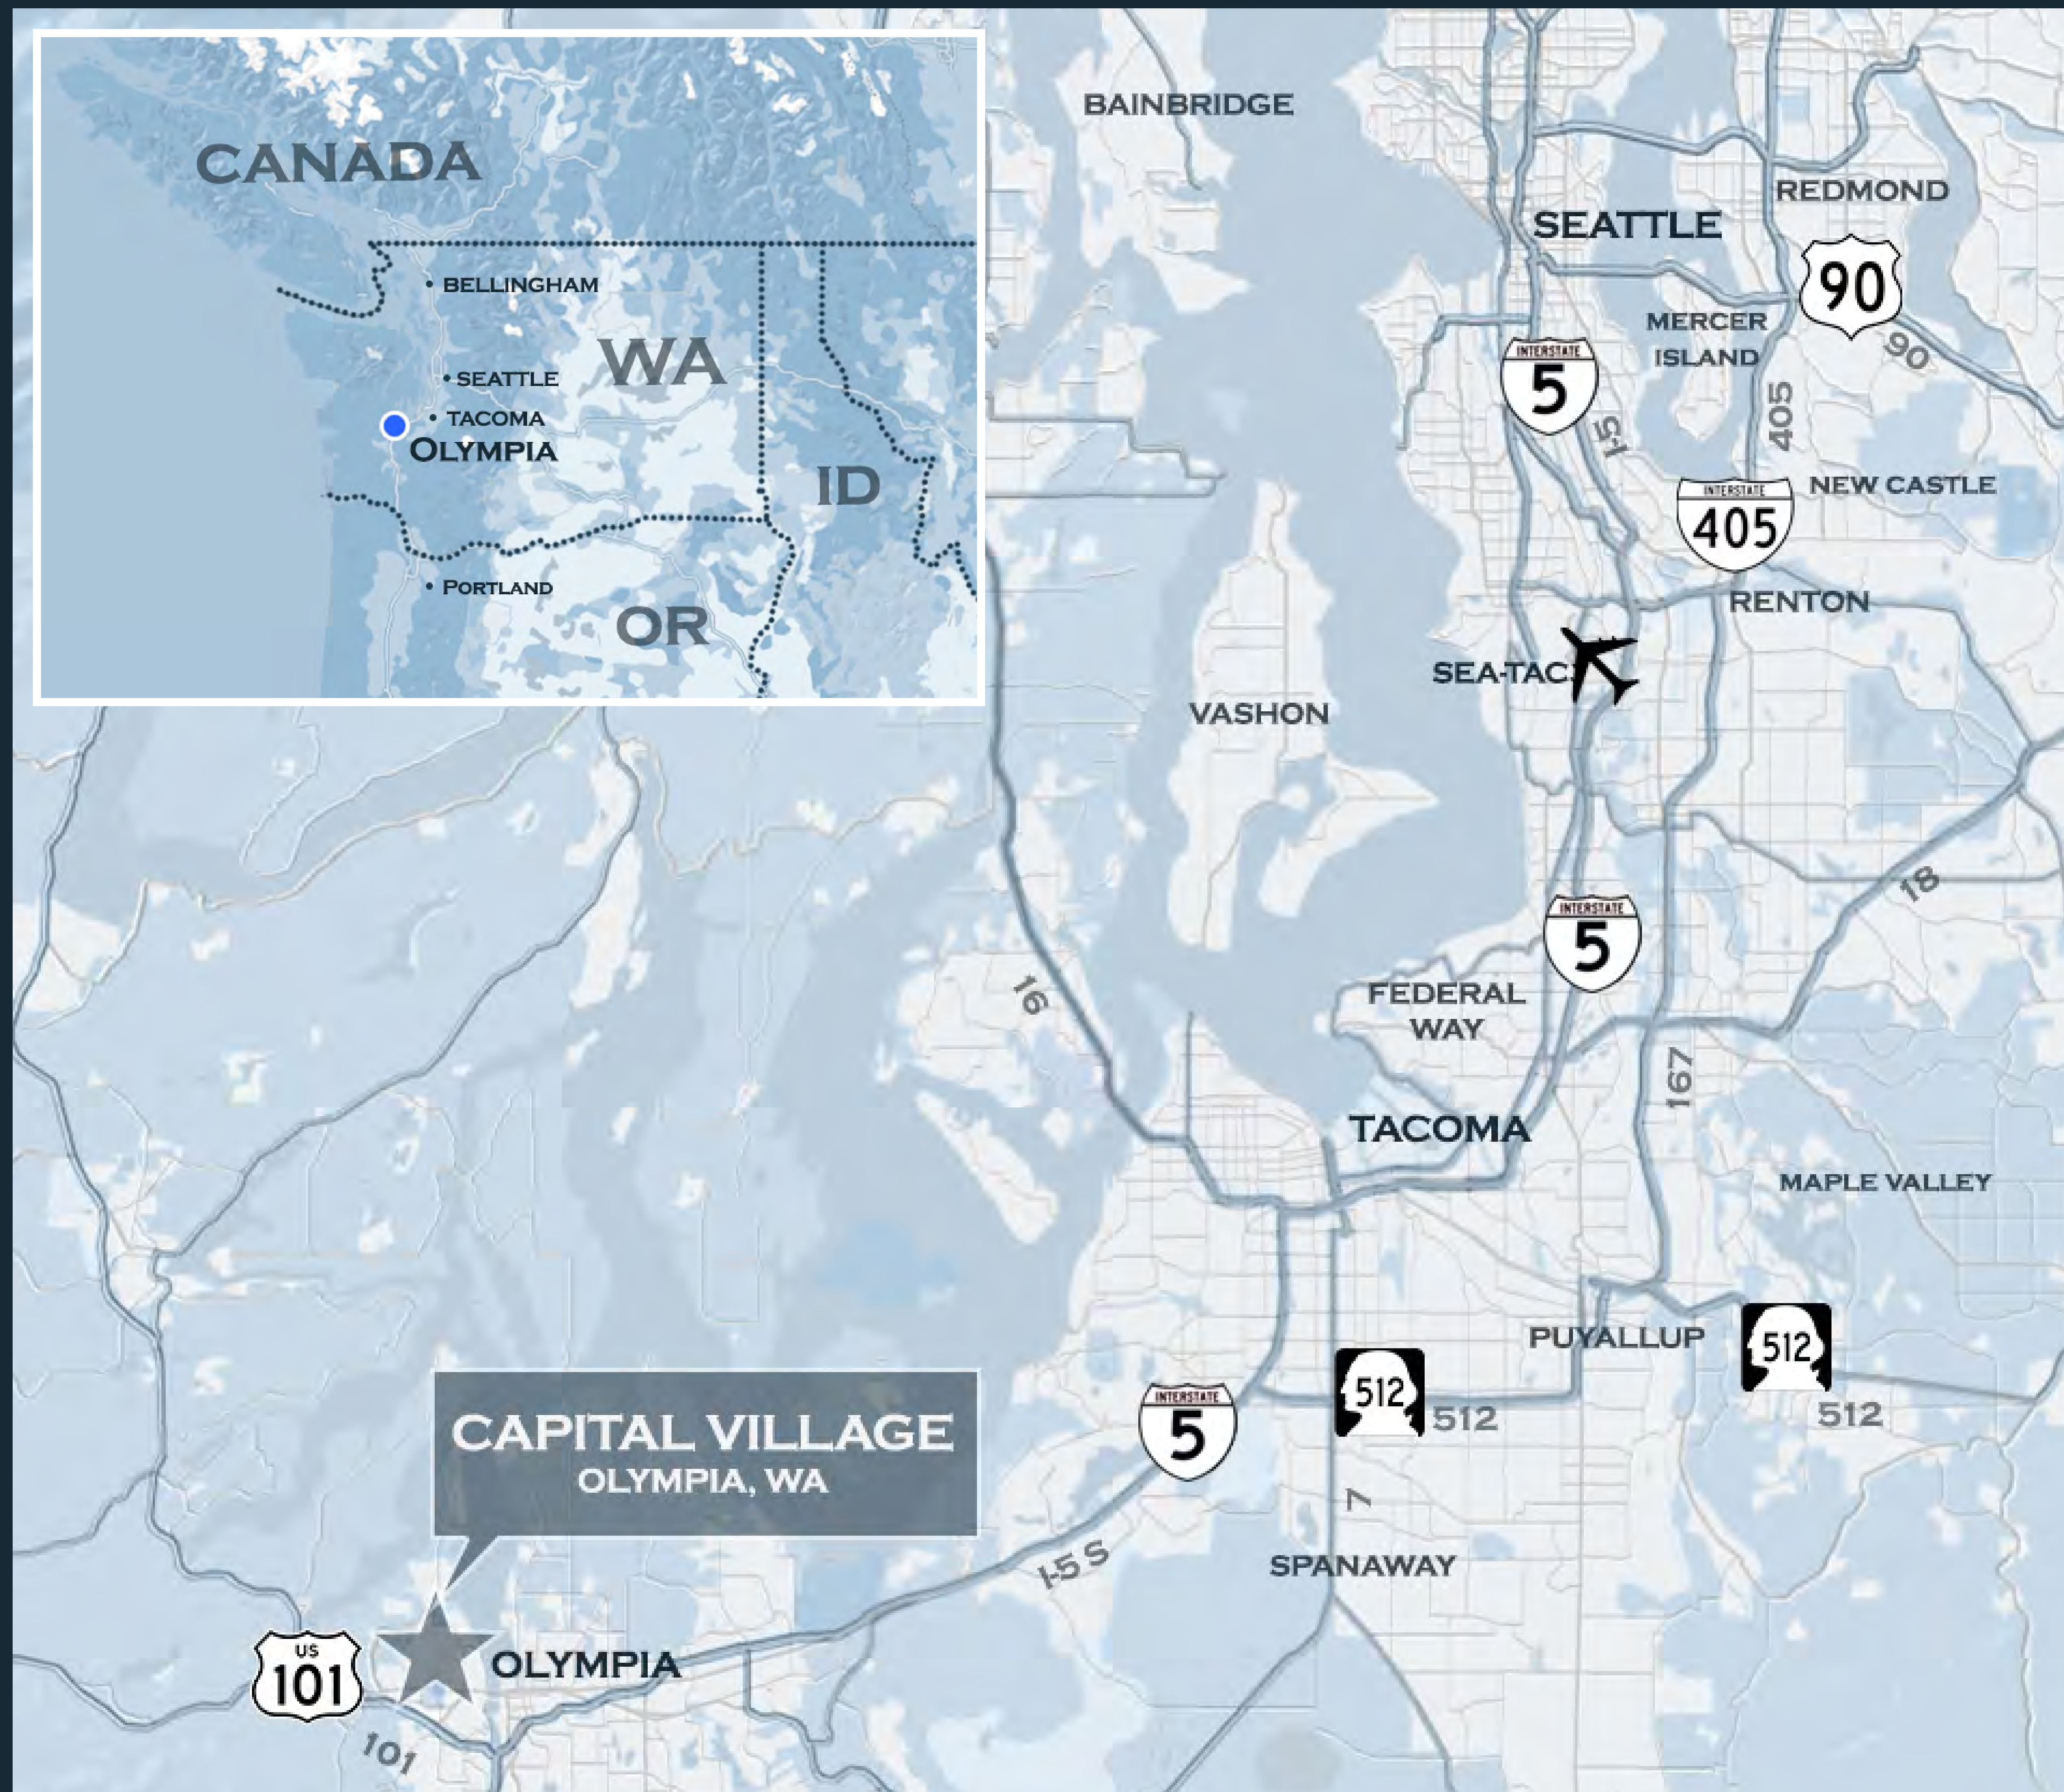 CANADA
BELLINGHAM
WA
SEATTLE
TACOMA
OLYMPIA
ID
PORTLAND
OR
BAINBRIDGE
REDMOND
SEATTLE
90
MERCER
ISLAND
90
INTERSTATE
5
I-5
405
INTERSTATE
405
NEW CASTLE
RENTON
SEA-TAC
VASHON
18
INTERSTATE
5
16
FEDERAL
WAY
167
TACOMA
MAPLE VALLEY
PUYALLUP
512
512
512
512
INTERSTATE
5
CAPITAL VILLAGE
OLYMPIA, WA
7
I-5 S
SPANAWAY
US
101
OLYMPIA
101